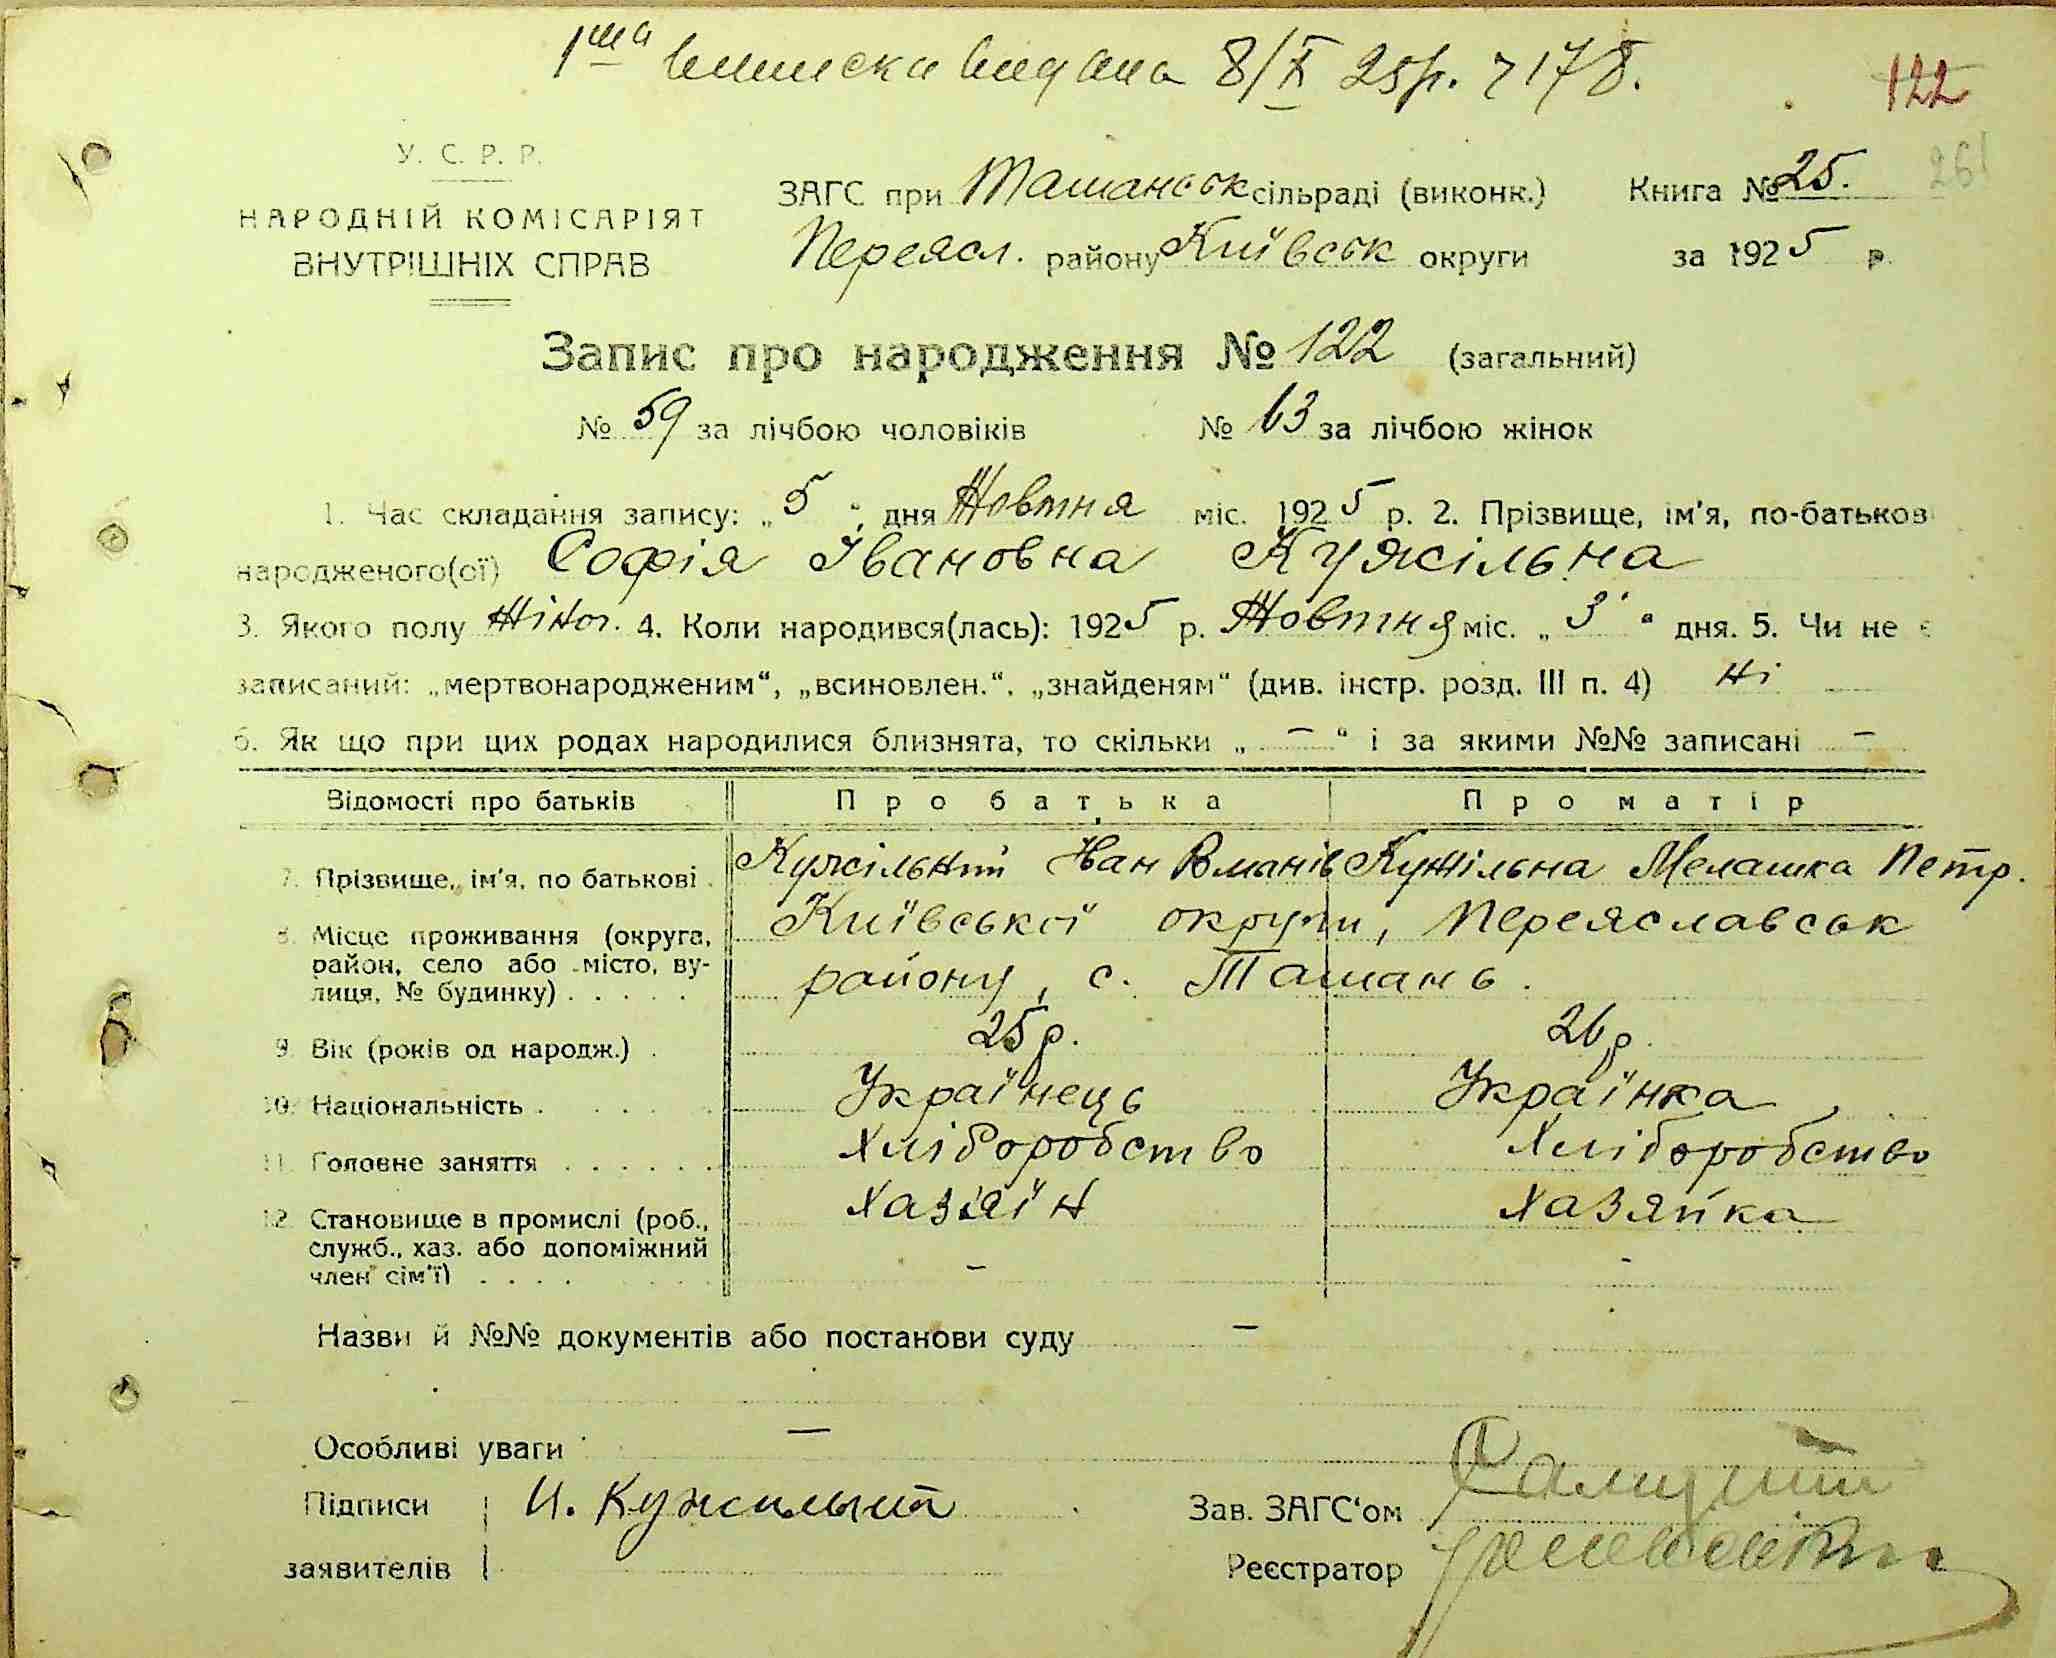 1ша виписка видана 8/X 25р. ч 178.
122
261
У. С. Р. Р.
НАРОДНІЙ КОМІСАРІЯТ
ВНУТРІШНІХ СПРАВ
ЗАГС при Ташанськ сільраді (виконк.) Книга № 25.
Переясл. району Київськ округи за 1925 р.
Запис про народження № 122 (загальний)
№ 59 за лічбою чоловіків № 63 за лічбою жінок
1. Час складання запису: „5“ дня Жовтня міс. 1925 р. 2. Прізвище, ім'я, по-батьков
народженого(ої) Софія Івановна Кужільна
3. Якого полу Жіноч. 4. Коли народився(лась): 1925 р. Жовтня міс. „3“ дня. 5. Чи не є
записаний: „мертвонародженим“, „всиновлен.“, „знайденям“ (див. інстр. розд. III п. 4) Ні
6. Як що при цих родах народилися близнята, то скільки „ – “ і за якими №№ записані –
Відомості про батьків Про батька Про матір
7. Прізвище, ім'я, по батькові. Кужільний Іван Кужільна Мелашка Петр.
8. Місце проживання (округа, Київської округи, Переяславськ
район, село або місто, ву- району, с. Ташань.
лиця, № будинку) . . . . .
9. Вік (років од народж.) . 25 р. 26 р.
10. Національність . . . . . Українець Українка
11. Головне заняття . . . . . . Хліборобство Хліборобство
12. Становище в промислі (роб., Хазяїн Хазяйка
служб., хаз. або допоміжний
член сім'ї) . . . . – -
Назви й №№ документів або постанови суду –
Особливі уваги –
Підписи И. Кужильный Зав. ЗАГС'ом
заявителів Реєстратор